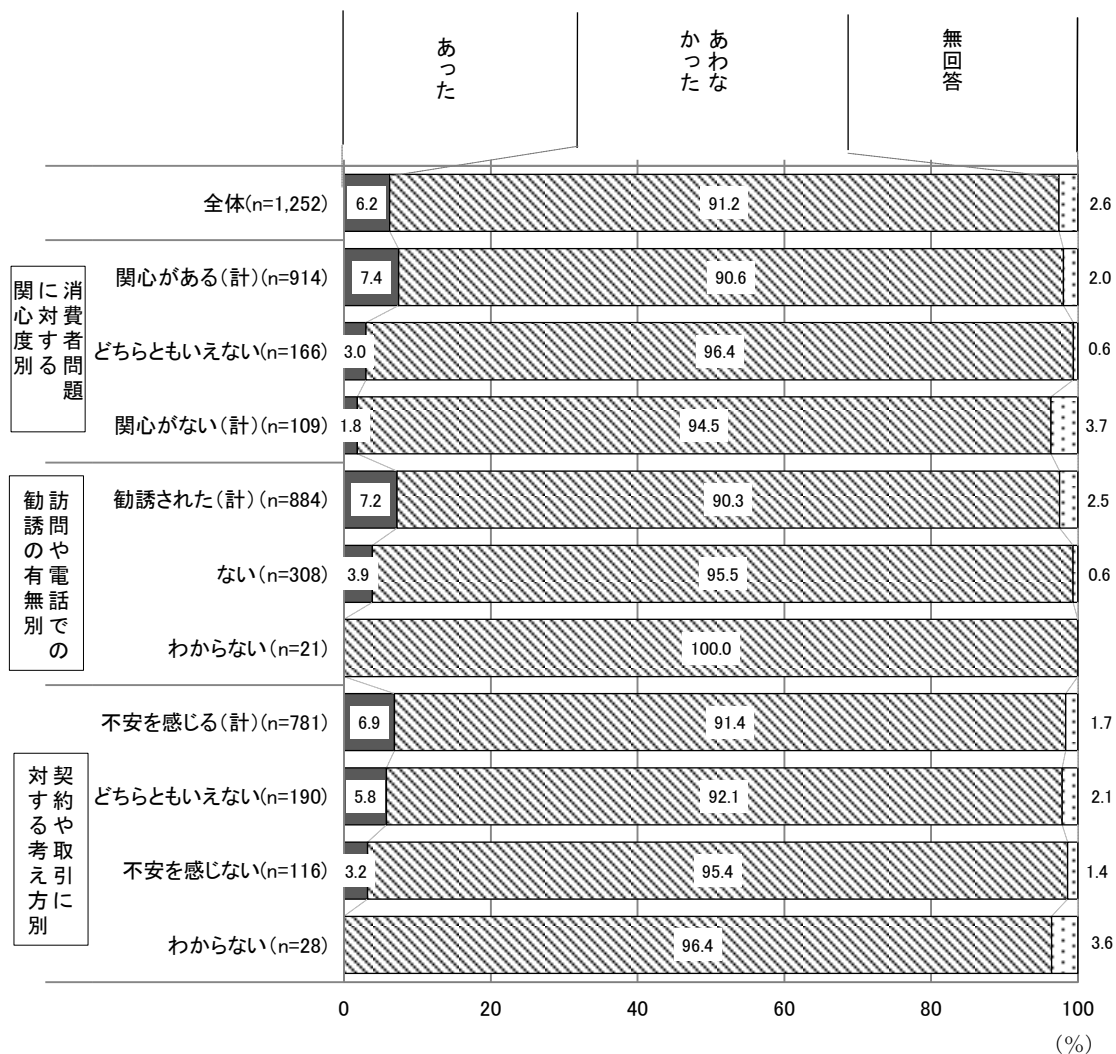 あった
あわな
かった
無回答
全体(n=1,252)
6.2
91.2
2.6
消費者問題
に対する
関心度別
関心がある(計)(n=914)
7.4
90.6
2.0
どちらともいえない(n=166)
3.0
96.4
0.6
関心がない(計)(n=109)
1.8
94.5
3.7
訪問や電話での
勧誘の有無別
勧誘された(計)(n=884)
7.2
90.3
2.5
ない(n=308)
3.9
95.5
0.6
わからない(n=21)
100.0
契約や取引に
対する考え方別
不安を感じる(計)(n=781)
6.9
91.4
1.7
どちらともいえない(n=190)
5.8
92.1
2.1
不安を感じない(n=116)
3.2
95.4
1.4
わからない(n=28)
96.4
3.6
0
20
40
60
80
100
(%)